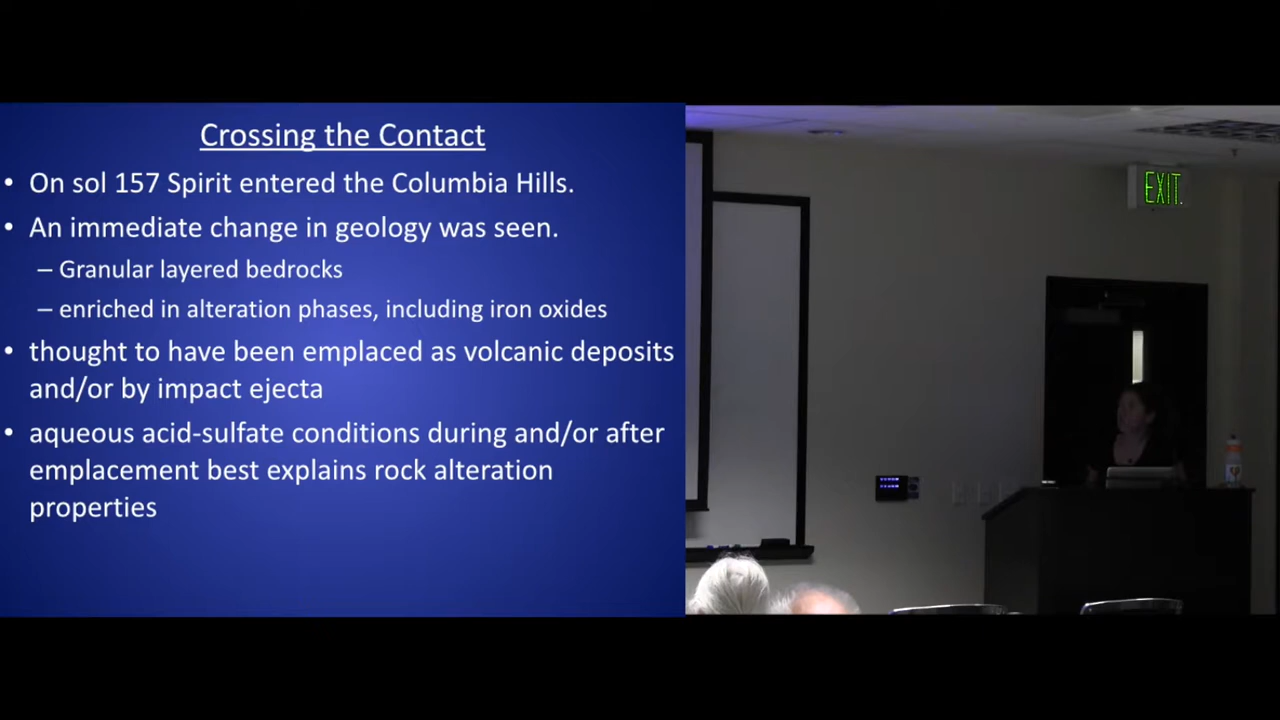 Crossing the Contact
• On sol 157 Spirit entered the Columbia Hills.
• An immediate change in geology was seen.
– Granular layered bedrocks
– enriched in alteration phases, including iron oxides
• thought to have been emplaced as volcanic deposits
and/or by impact ejecta
• aqueous acid-sulfate conditions during and/or after
emplacement best explains rock alteration
properties
EXIT